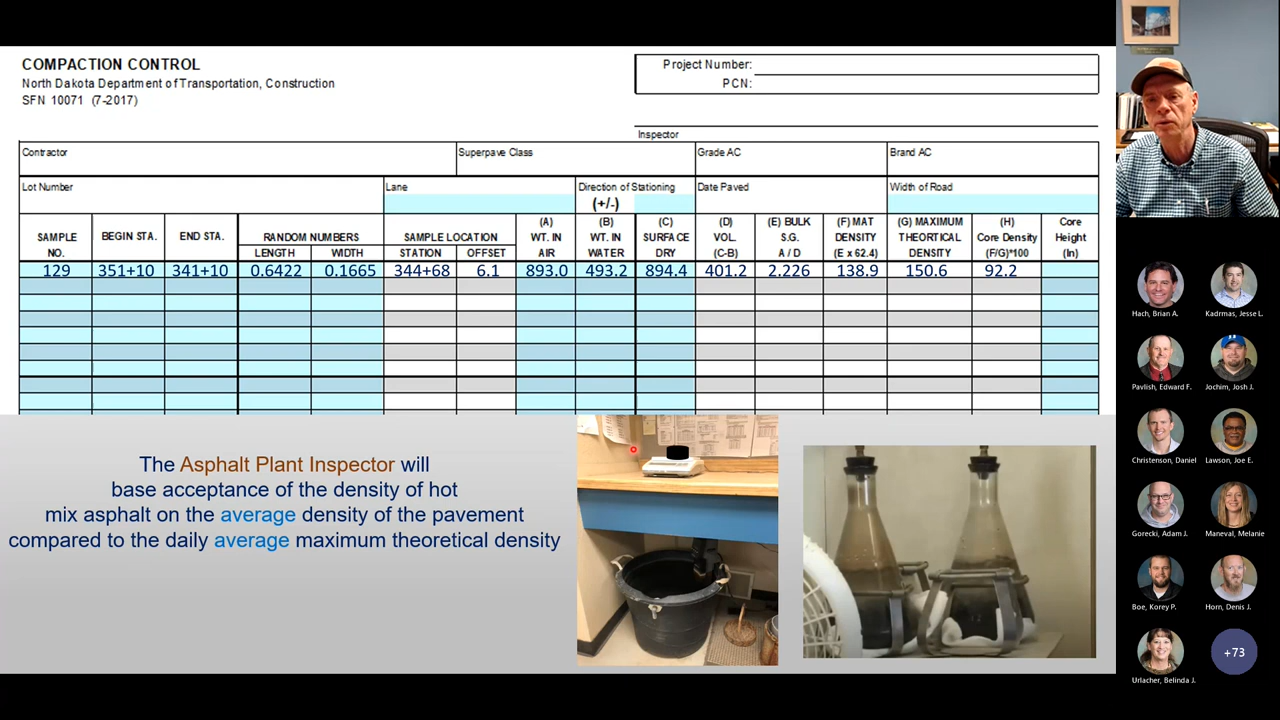 COMPACTION CONTROL
North Dakota Department of Transportation, Construction
SFN 10071 (7-2017)
Project Number:
PCN:
Inspector
Contractor
Superpave Class
Grade AC
Brand AC
Lot Number
Lane
Direction of Stationing
(+/-)
Date Paved
Width of Road
SAMPLE NO.
BEGIN STA.
END STA.
RANDOM NUMBERS
LENGTH
WIDTH
SAMPLE LOCATION
STATION
OFFSET
(A)
WT. IN
AIR
(B)
WT. IN
WATER
(C)
SURFACE
DRY
(D)
VOL.
(C-B)
(E) BULK
S.G.
A / D
(F) MAT
DENSITY
(E x 62.4)
(G) MAXIMUM
THEORTICAL
DENSITY
(H)
Core Density
(F/G)*100
Core
Height
(In)
129 351+10 341+10 0.6422 0.1665 344+68 6.1 893.0 493.2 894.4 401.2 2.226 138.9 150.6 92.2
The Asphalt Plant Inspector will
base acceptance of the density of hot
mix asphalt on the average density of the pavement
compared to the daily average maximum theoretical density
Hach, Brian A.
Kadrmas, Jesse L.
Pavlish, Edward F.
Jochim, Josh J.
Christenson, Daniel
Lawson, Joe E.
Gorecki, Adam J.
Maneval, Melanie
Boe, Korey P.
Horn, Denis J.
Urlacher, Belinda J.
+73